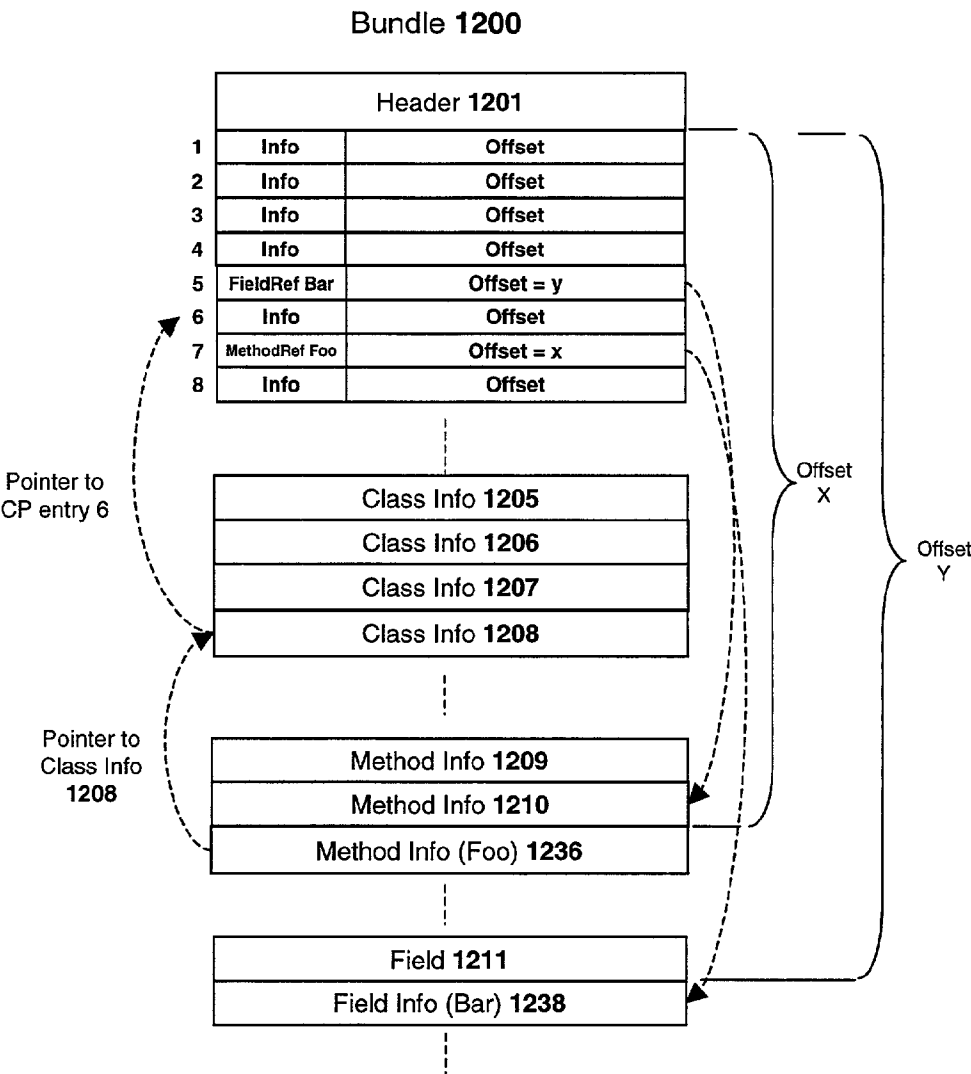 Bundle 1200
Header 1201
1 Info Offset
2 Info Offset
3 Info Offset
4 Info Offset
5 FieldRef Bar Offset = y
6 Info Offset
7 MethodRef Foo Offset = x
8 Info Offset
Pointer to
CP entry 6
Offset
X
Offset
Y
Class Info 1205
Class Info 1206
Class Info 1207
Class Info 1208
Pointer to
Class Info
1208
Method Info 1209
Method Info 1210
Method Info (Foo) 1236
Field 1211
Field Info (Bar) 1238